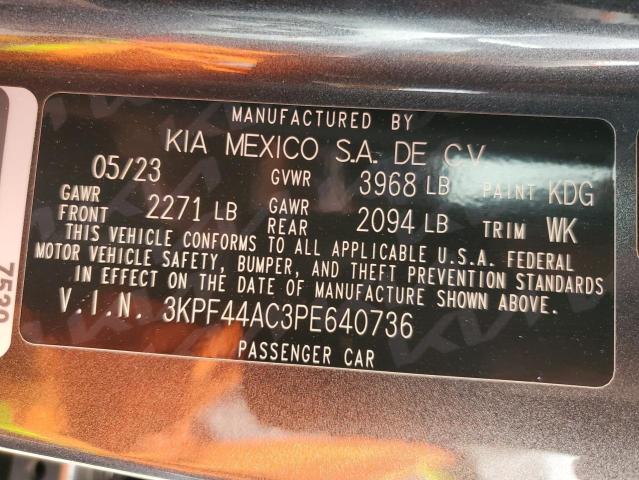 MANUFACTURED BY
KIA MEXICO S.A. DE C.V.
05/23 GVWR 3968 LB PAINT KDG
GAWR FRONT 2271 LB GAWR REAR 2094 LB TRIM WK
THIS VEHICLE CONFORMS TO ALL APPLICABLE U.S.A. FEDERAL
MOTOR VEHICLE SAFETY, BUMPER, AND THEFT PREVENTION STANDARDS
IN EFFECT ON THE DATE OF MANUFACTURE SHOWN ABOVE.
V.I.N. 3KPF44AC3PE640736
PASSENGER CAR